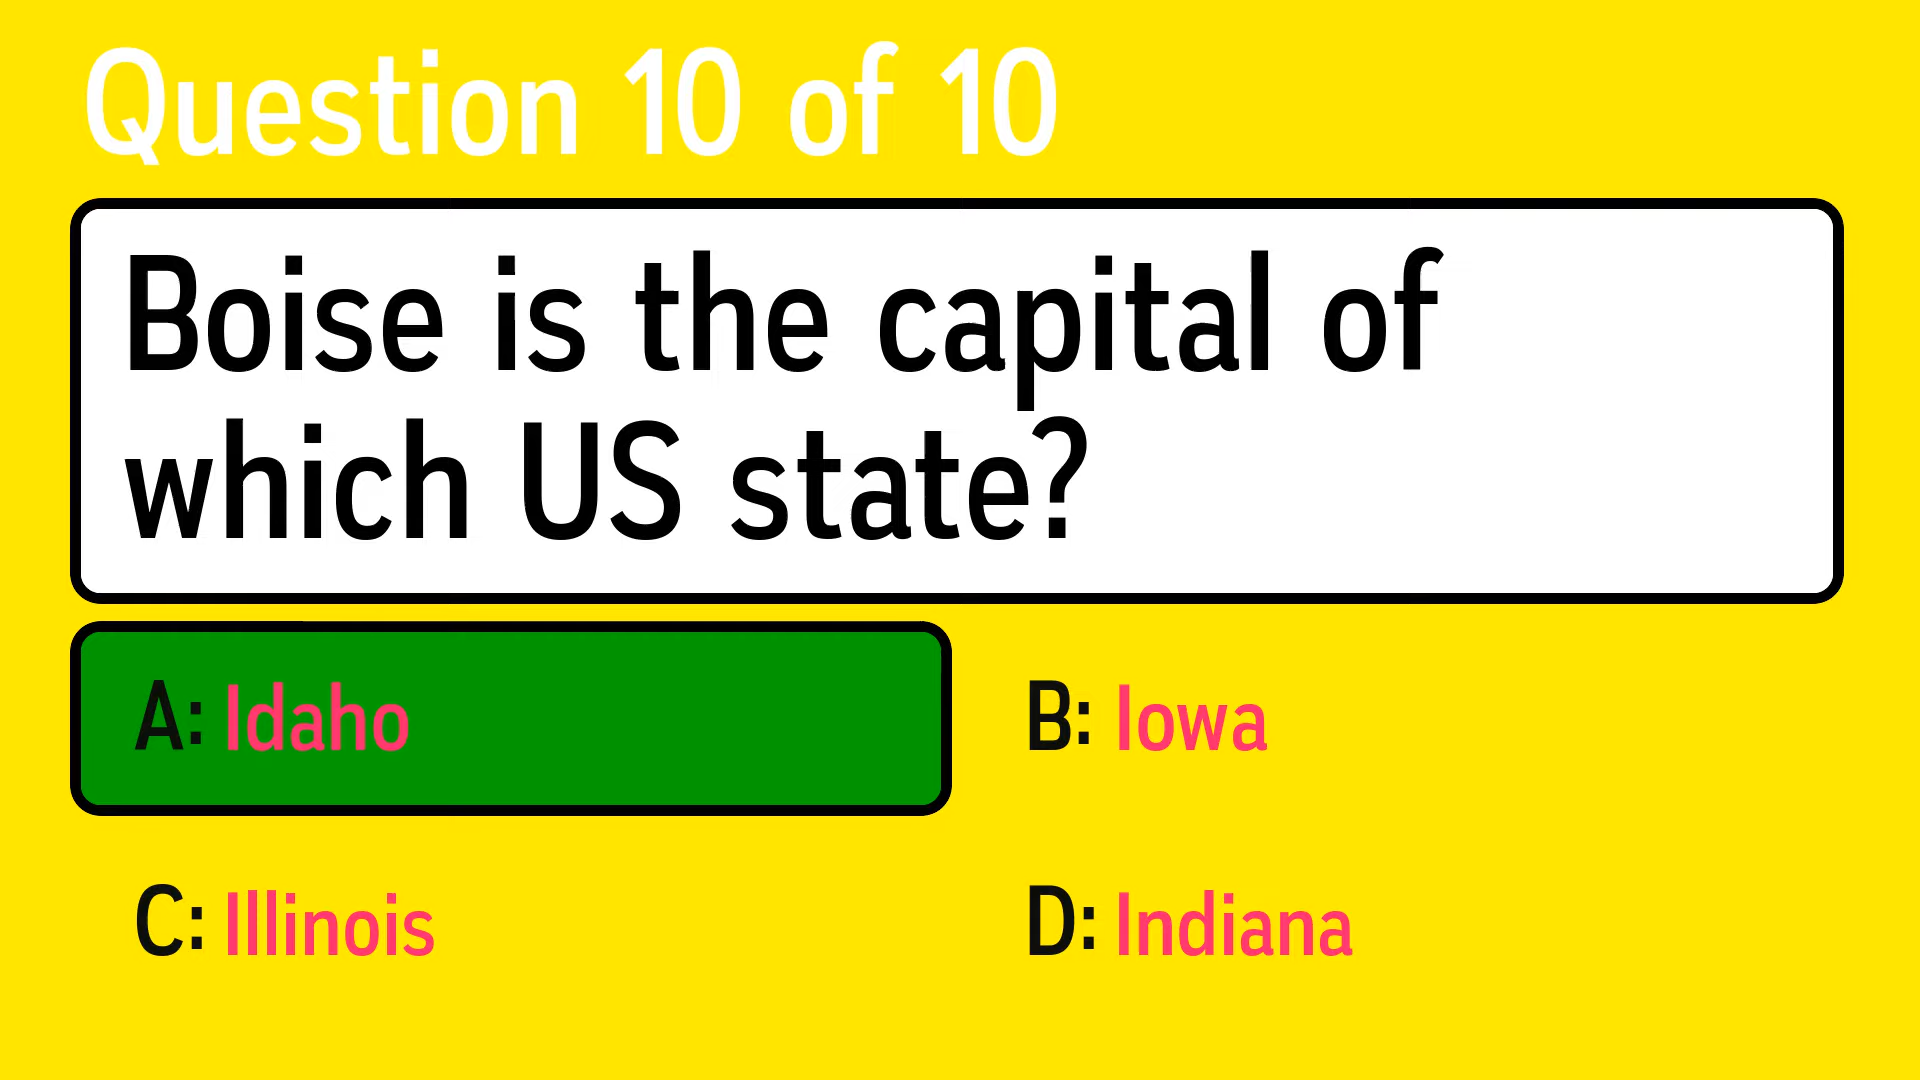 Question 10 of 10
Boise is the capital of
which US state?
A: Idaho
B: Iowa
C: Illinois
D: Indiana